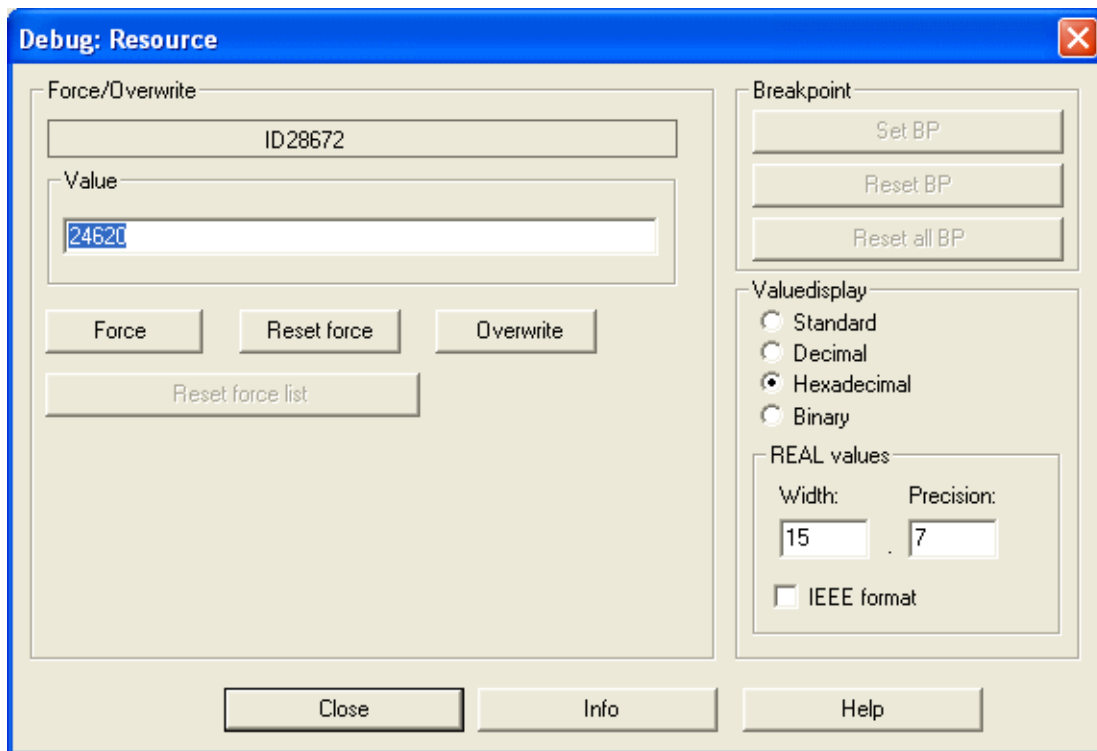 Debug: Resource
Force/Overwrite
ID28672
Value
24620
Force Reset force Overwrite
Reset force list
Breakpoint
Set BP
Reset BP
Reset all BP
Valuedisplay
Standard
Decimal
Hexadecimal
Binary
REAL values
Width: Precision:
15 . 7
IEEE format
Close Info Help